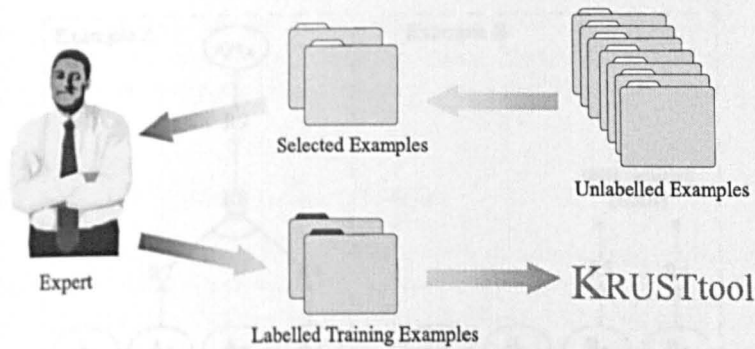 Selected Examples
Unlabelled Examples
Expert
KRUSTtool
Labelled Training Examples